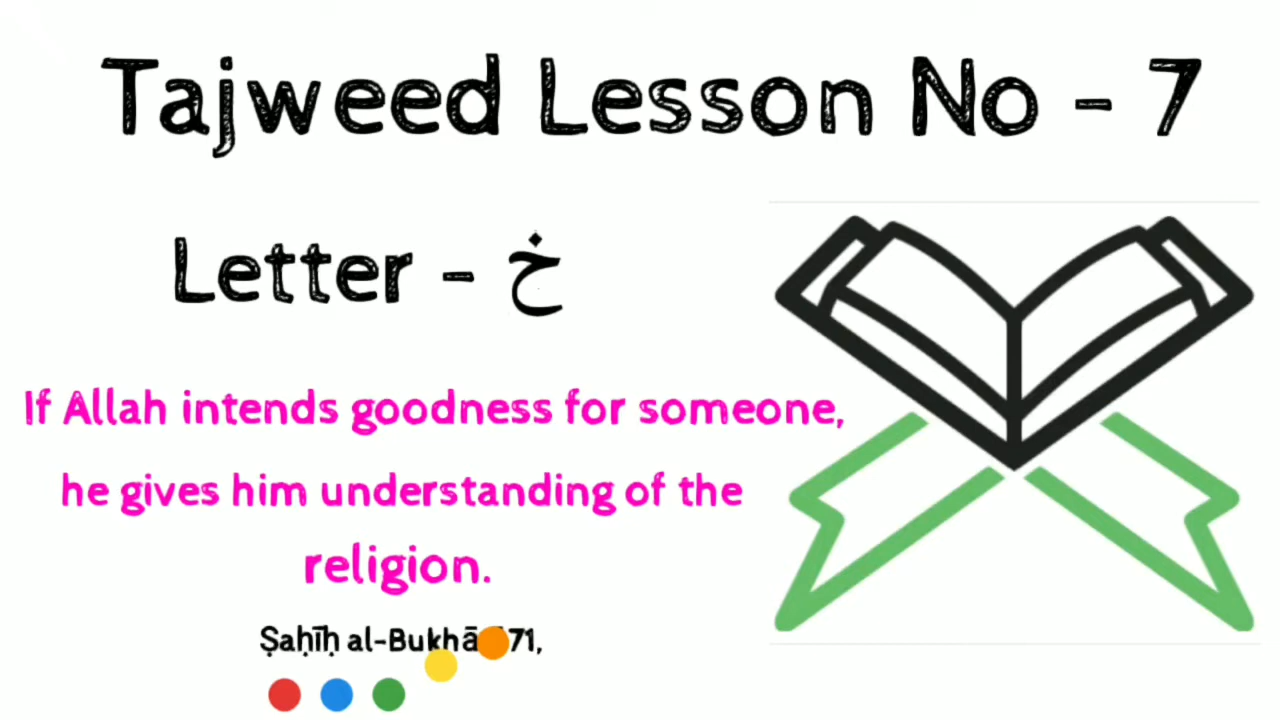 Tajweed Lesson No - 7
Letter - خ
If Allah intends goodness for someone,
he gives him understanding of the
religion.
Ṣaḥīḥ al-Bukhā 71,